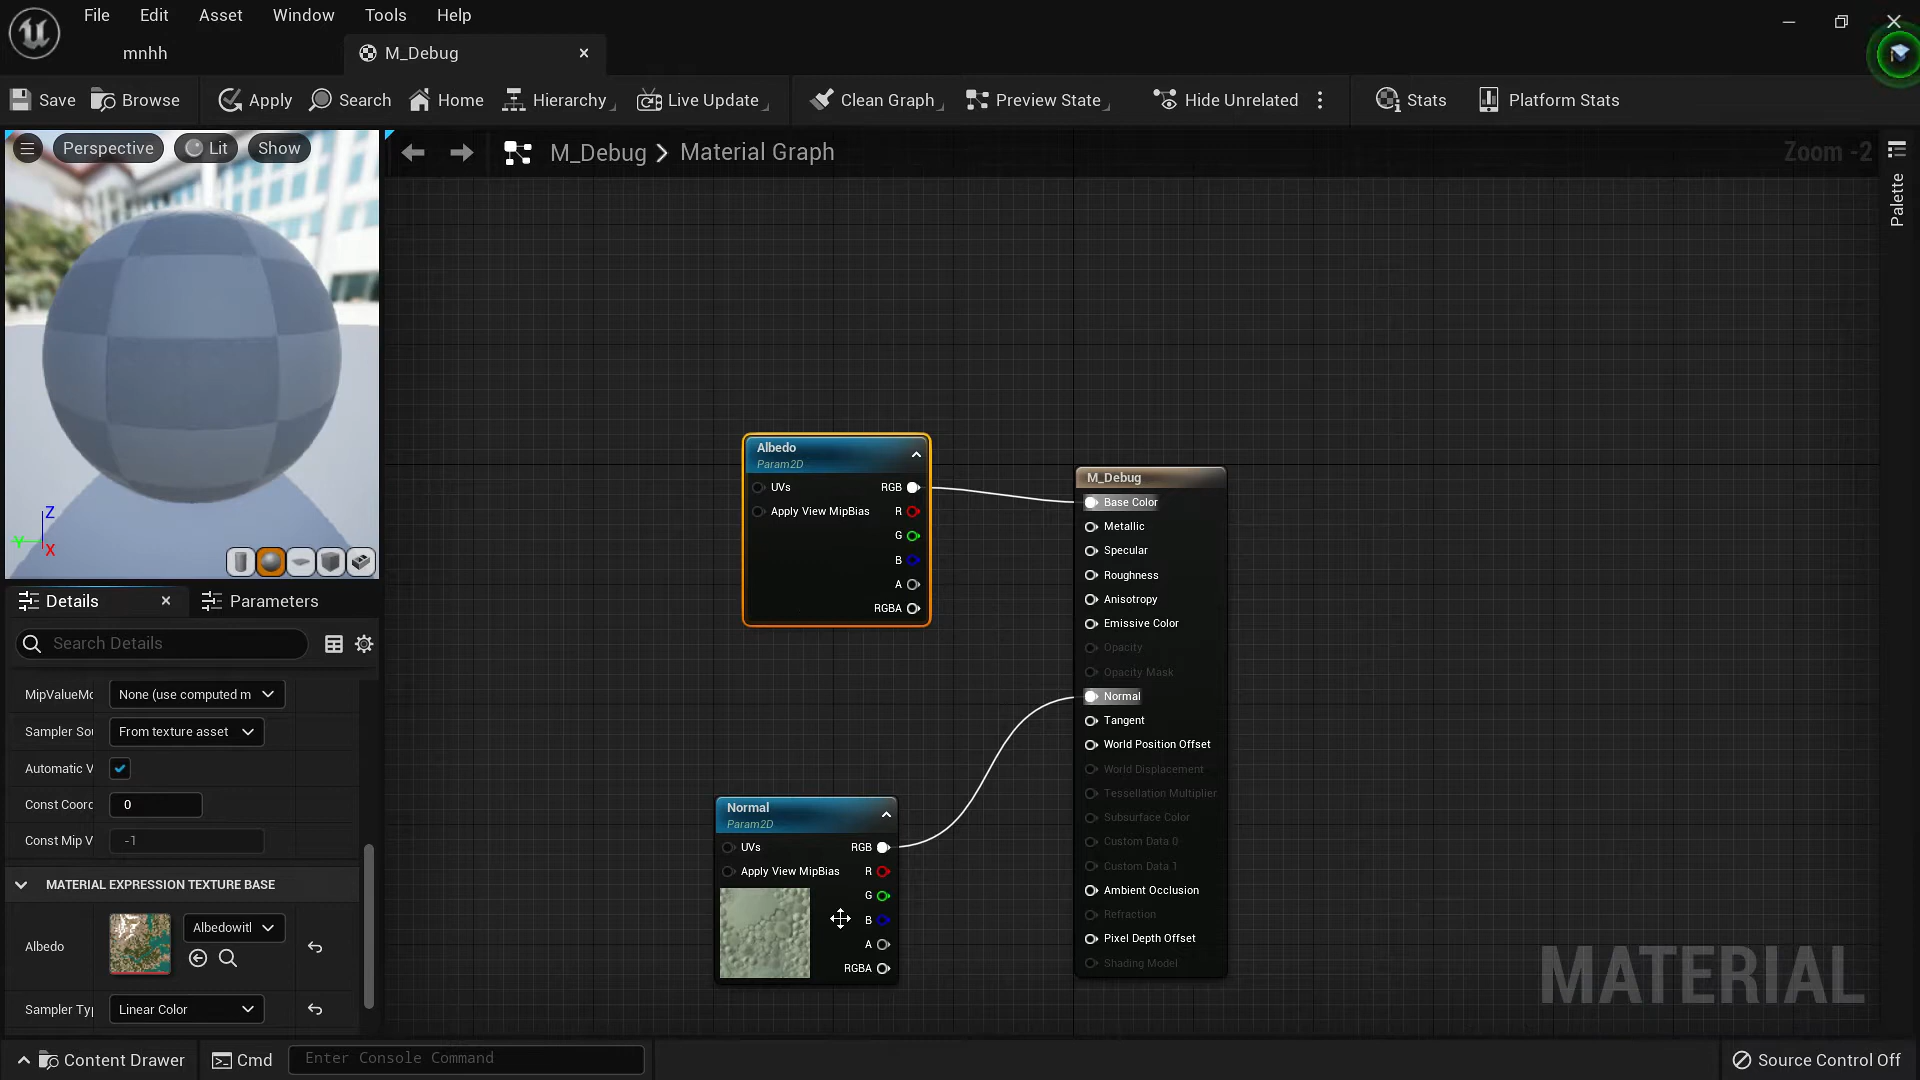 File Edit Asset Window Tools Help
mnhh
M_Debug
Save Browse Apply Search Home Hierarchy Live Update Clean Graph Preview State Hide Unrelated Stats Platform Stats
Perspective Lit Show
M_Debug > Material Graph
Zoom -2
Palette
Z
Y
X
Albedo
Param2D
UVs RGB
Apply View MipBias R
G
B
A
RGBA
M_Debug
Base Color
Metallic
Specular
Roughness
Anisotropy
Emissive Color
Opacity
Opacity Mask
Normal
Tangent
World Position Offset
World Displacement
Tessellation Multiplier
Subsurface Color
Custom Data 0
Custom Data 1
Ambient Occlusion
Refraction
Pixel Depth Offset
Shading Model
Normal
Param2D
UVs RGB
Apply View MipBias R
G
B
A
RGBA
Details Parameters
Search Details
MipValueMo None (use computed m
Sampler Sou From texture asset
Automatic V
Const Coord 0
Const Mip V -1
MATERIAL EXPRESSION TEXTURE BASE
Albedo Albedowitl
Sampler Typ Linear Color
MATERIAL
Content Drawer Cmd Enter Console Command Source Control Off